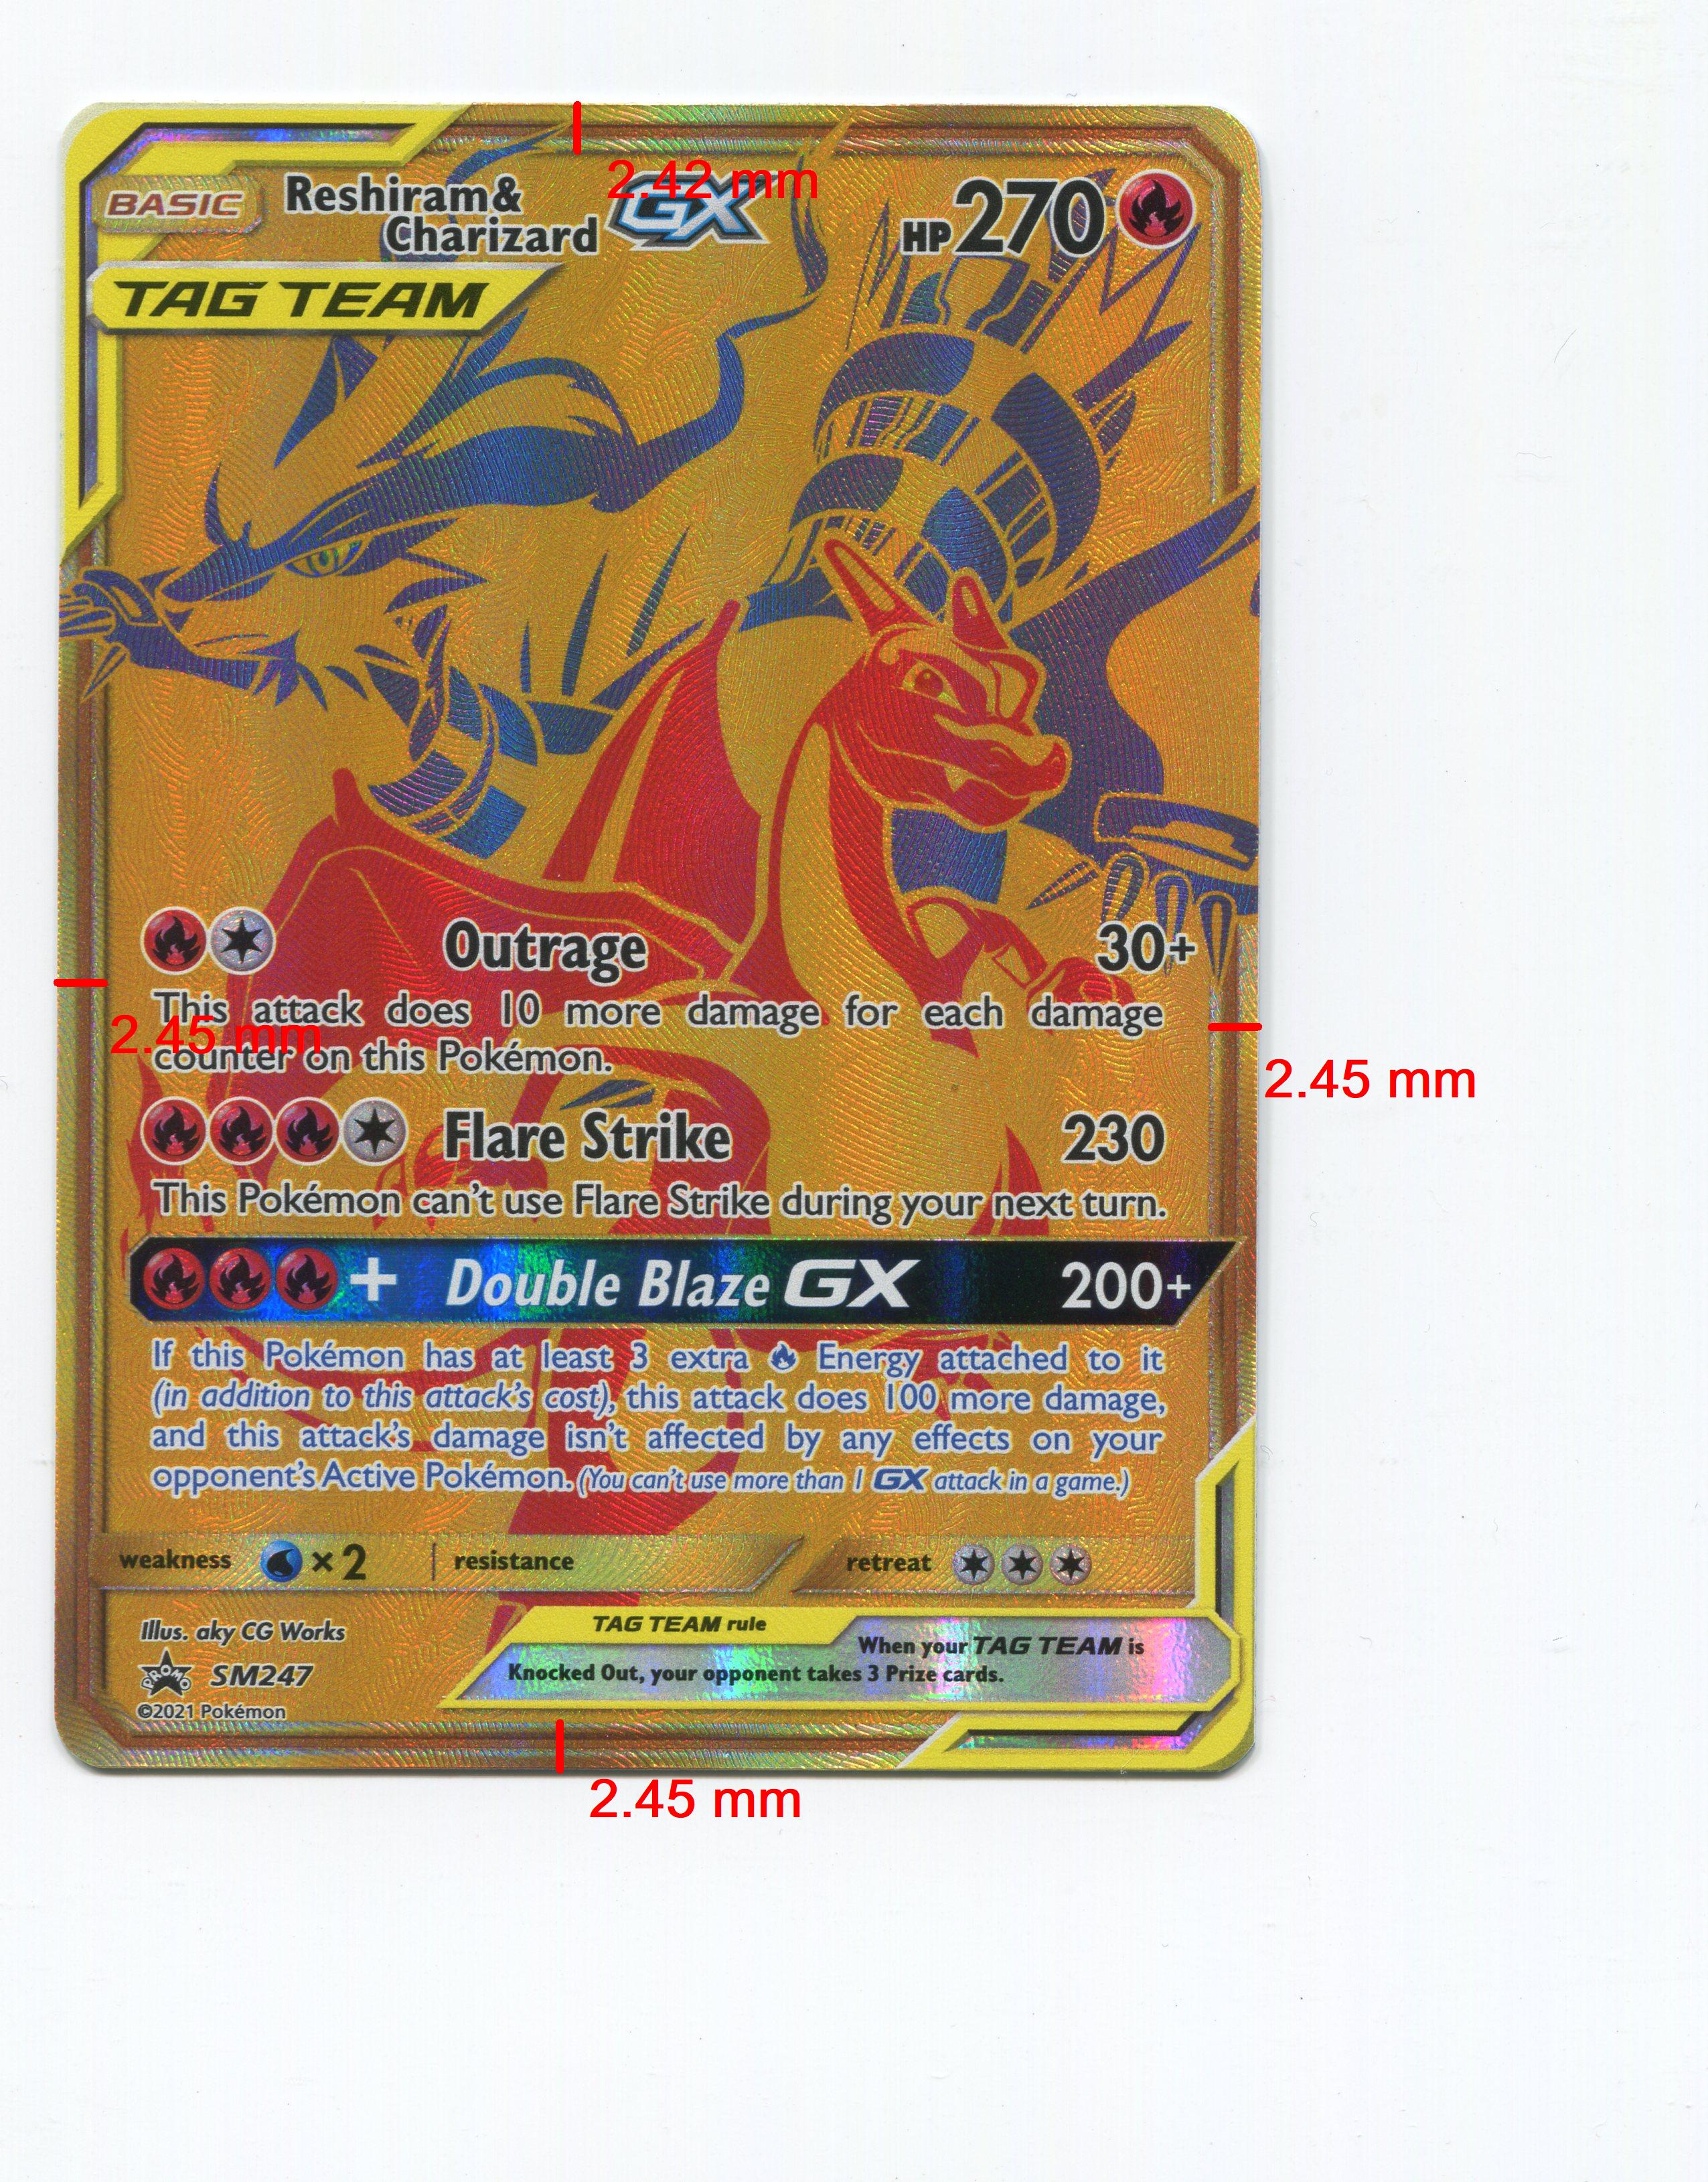 BASIC
Reshiram&
Charizard GX
2.42 mm
HP 270
TAG TEAM
Outrage 30+
This attack does 10 more damage for each damage
counter on this Pokémon.
2.45 mm
2.45 mm
Flare Strike 230
This Pokémon can't use Flare Strike during your next turn.
+ Double Blaze GX 200+
If this Pokémon has at least 3 extra Energy attached to it
(in addition to this attack's cost), this attack does 100 more damage,
and this attack's damage isn't affected by any effects on your
opponent's Active Pokémon. (You can't use more than 1 GX attack in a game.)
weakness ×2 resistance retreat
Illus. aky CG Works
PROMO SM247
©2021 Pokémon
TAG TEAM rule
When your TAG TEAM is
Knocked Out, your opponent takes 3 Prize cards.
2.45 mm